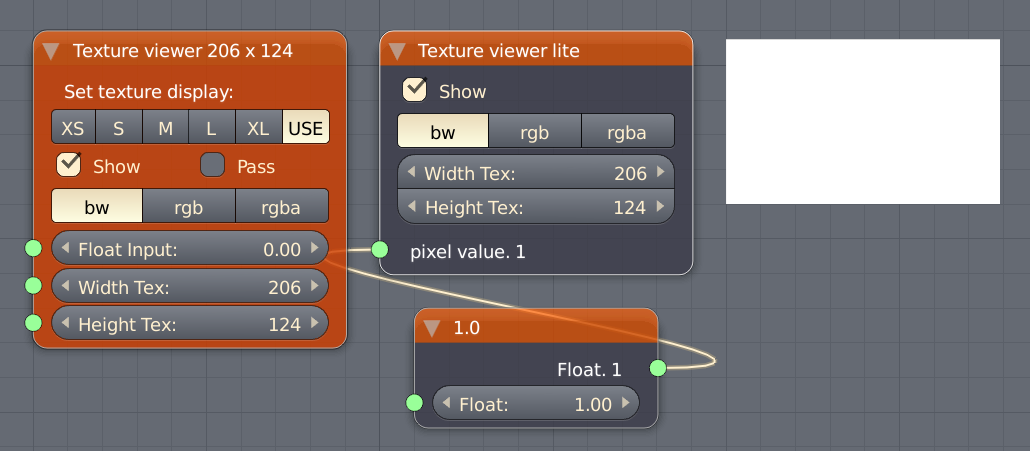 Texture viewer 206 x 124
Set texture display:
XS S M L XL USE
Show Pass
bw rgb rgba
Float Input: 0.00
Width Tex: 206
Height Tex: 124
Texture viewer lite
Show
bw rgb rgba
Width Tex: 206
Height Tex: 124
pixel value. 1
1.0
Float. 1
Float: 1.00